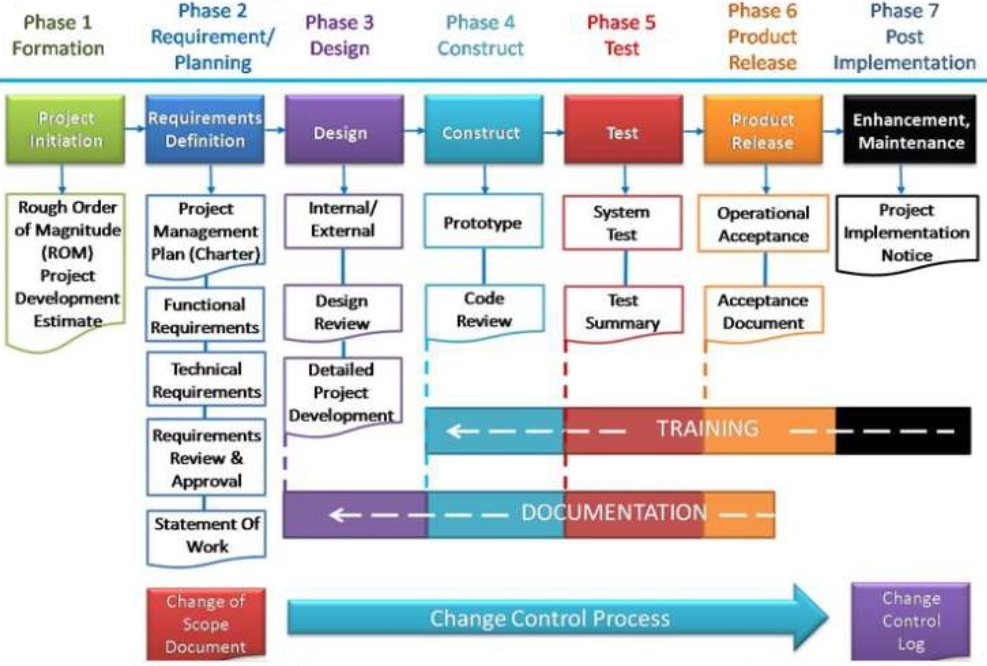 Phase 1
Formation
Phase 2
Requirement/
Planning
Phase 3
Design
Phase 4
Construct
Phase 5
Test
Phase 6
Product
Release
Phase 7
Post
Implementation
Project
Initiation
Requirements
Definition
Design
Construct
Test
Product
Release
Enhancement,
Maintenance
Rough Order
of Magnitude
(ROM)
Project
Development
Estimate
Project
Management
Plan (Charter)
Functional
Requirements
Technical
Requirements
Requirements
Review &
Approval
Statement Of
Work
Internal/
External
Design
Review
Detailed
Project
Development
Prototype
Code
Review
System
Test
Test
Summary
Operational
Acceptance
Acceptance
Document
Project
Implementation
Notice
TRAINING
DOCUMENTATION
Change of
Scope
Document
Change Control Process
Change
Control
Log